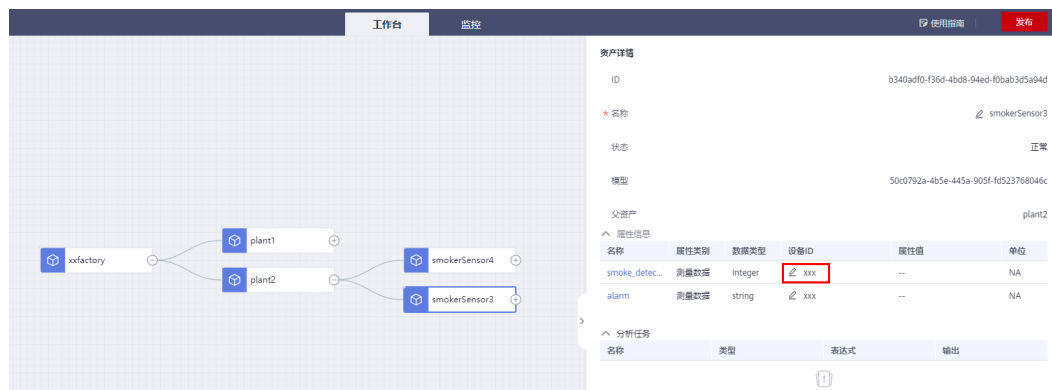 工作台 监控 使用指南 发布
资产详情
ID b340adf0-f36d-4bd8-94ed-f0bab3d5a94d
* 名称 smokerSensor3
状态 正常
模型 50c0792a-4b5e-445a-905f-fd523768046c
父资产 plant2
属性信息
名称 属性类别 数据类型 设备ID 属性值 单位
smoke_detec... 测量数据 integer xxx -- NA
alarm 测量数据 string xxx -- NA
分析任务
名称 类型 表达式 输出
xxfactory
plant1
plant2
smokerSensor4
smokerSensor3